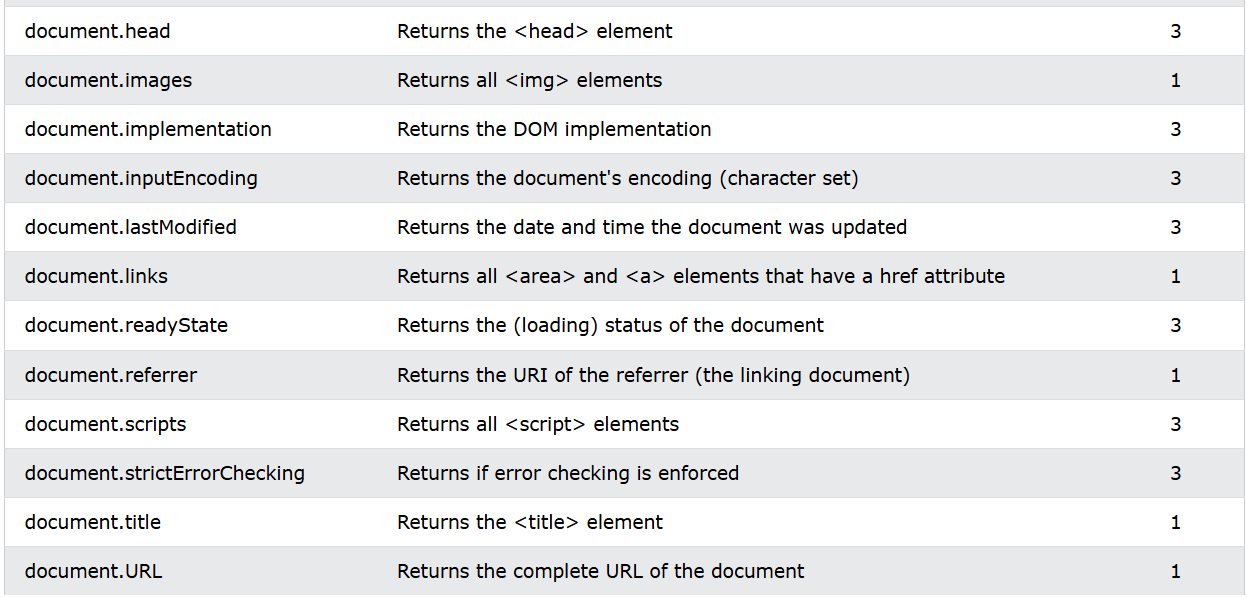 document.head Returns the <head> element 3
document.images Returns all <img> elements 1
document.implementation Returns the DOM implementation 3
document.inputEncoding Returns the document's encoding (character set) 3
document.lastModified Returns the date and time the document was updated 3
document.links Returns all <area> and <a> elements that have a href attribute 1
document.readyState Returns the (loading) status of the document 3
document.referrer Returns the URI of the referrer (the linking document) 1
document.scripts Returns all <script> elements 3
document.strictErrorChecking Returns if error checking is enforced 3
document.title Returns the <title> element 1
document.URL Returns the complete URL of the document 1